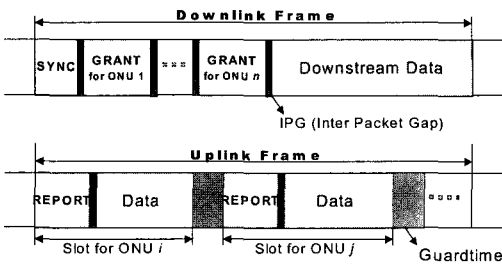 Downlink Frame
SYNC GRANT for ONU 1 GRANT for ONU n Downstream Data
IPG (Inter Packet Gap)
Uplink Frame
REPORT Data REPORT Data
Slot for ONU i Slot for ONU j
Guardtime